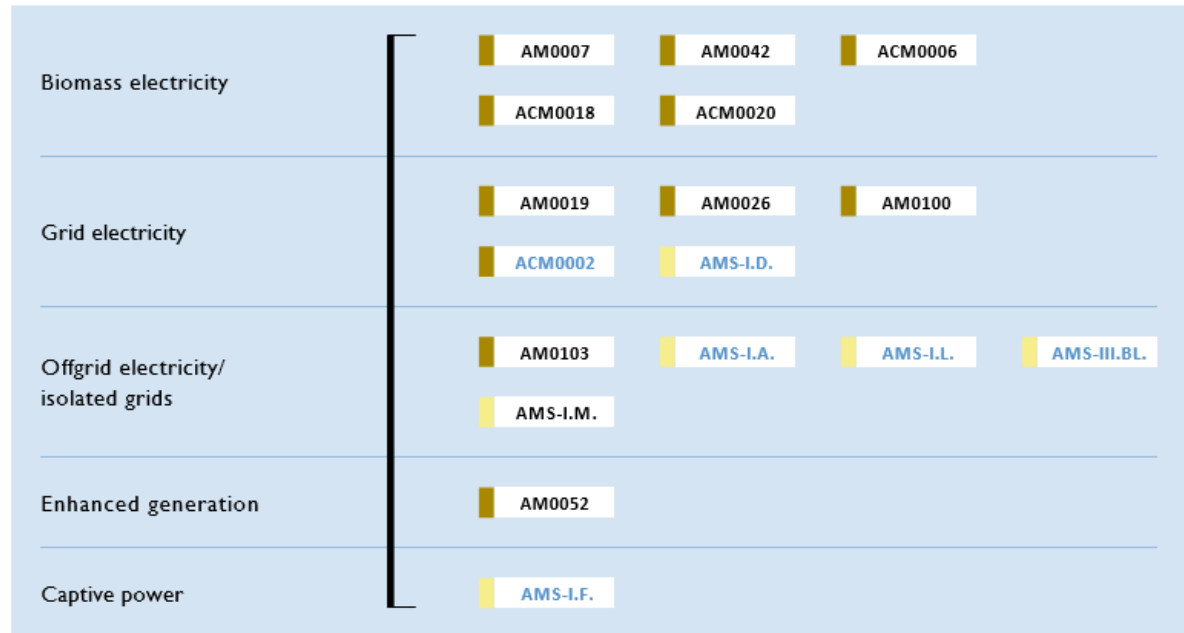 Biomass electricity
AM0007 AM0042 ACM0006
ACM0018 ACM0020
Grid electricity
AM0019 AM0026 AM0100
ACM0002 AMS-I.D.
Offgrid electricity/
isolated grids
AM0103 AMS-I.A. AMS-I.L. AMS-III.BL.
AMS-I.M.
Enhanced generation
AM0052
Captive power
AMS-I.F.